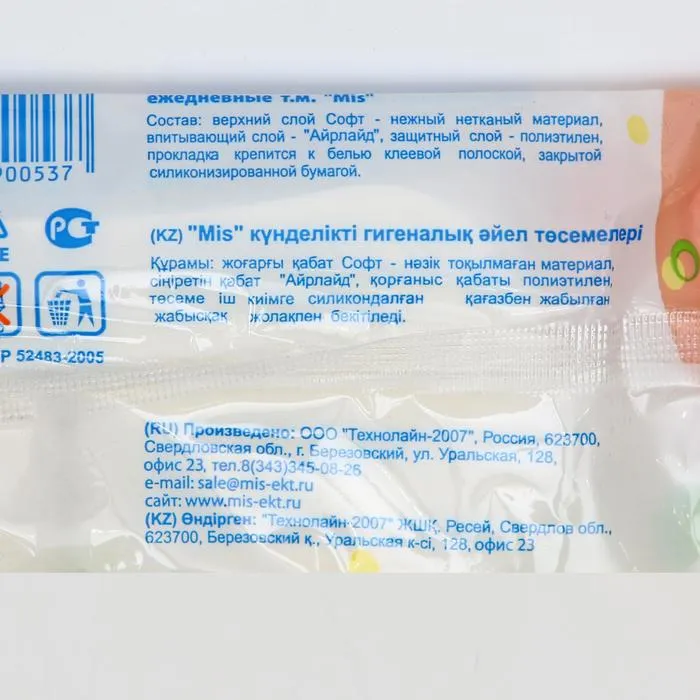 ежедневные т.м. "Mis"
Состав: верхний слой Софт - нежный нетканый материал,
впитывающий слой - "Айрлайд", защитный слой - полиэтилен,
прокладка крепится к белью клеевой полоской, закрытой
силиконизированной бумагой.
00537
РСТ
(KZ) "Mis" күнделікті гигеналық әйел төсемелері
Құрамы: жоғарғы қабат Софт - нәзік тоқылмаған материал,
сіңіретін қабат "Айрлайд", қорғаныс қабаты полиэтилен,
төсеме іш киімге силикондалған қағазбен жабылған
жабысқақ жолақпен бекітіледі.
Р 52483-2005
(RU) Произведено: ООО "Технолайн-2007", Россия, 623700,
Свердловская обл., г. Березовский, ул. Уральская, 128,
офис 23, тел.8(343)345-08-26
e-mail: sale@mis-ekt.ru
сайт: www.mis-ekt.ru
(KZ) Өндірген: "Технолайн-2007" ЖШҚ. Ресей, Свердлов обл.,
623700, Березовский қ., Уральская к-сі, 128, офис 23